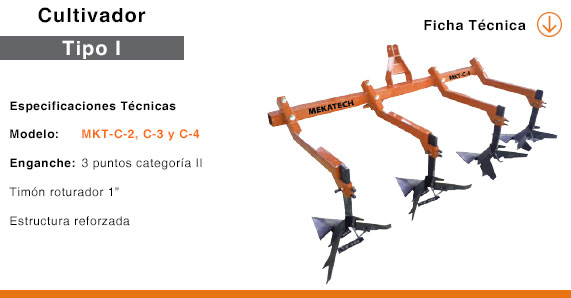 Cultivador
Tipo I
Ficha Técnica
Especificaciones Técnicas
Modelo: MKT-C-2, C-3 y C-4
Enganche: 3 puntos categoría II
Timón roturador 1”
Estructura reforzada
MEKATECH
MKT-C-4